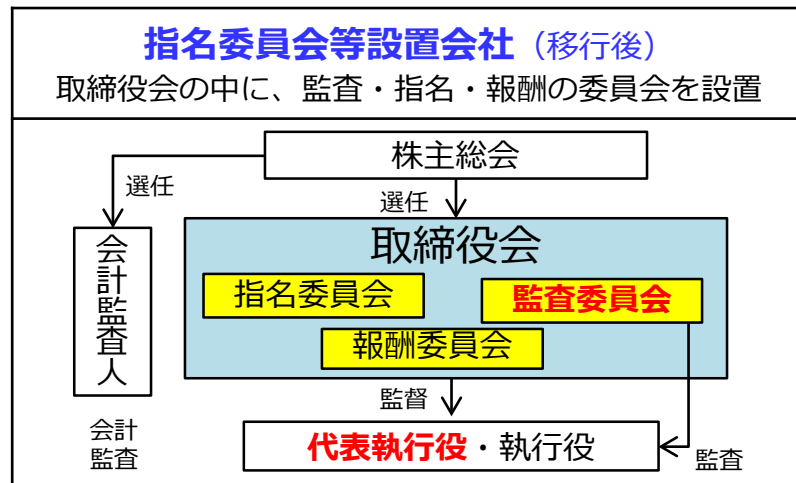 指名委員会等設置会社（移行後）
取締役会の中に、監査・指名・報酬の委員会を設置
株主総会
選任
選任
会計監査人
取締役会
指名委員会
監査委員会
報酬委員会
監督
会計
監査
代表執行役・執行役
監査